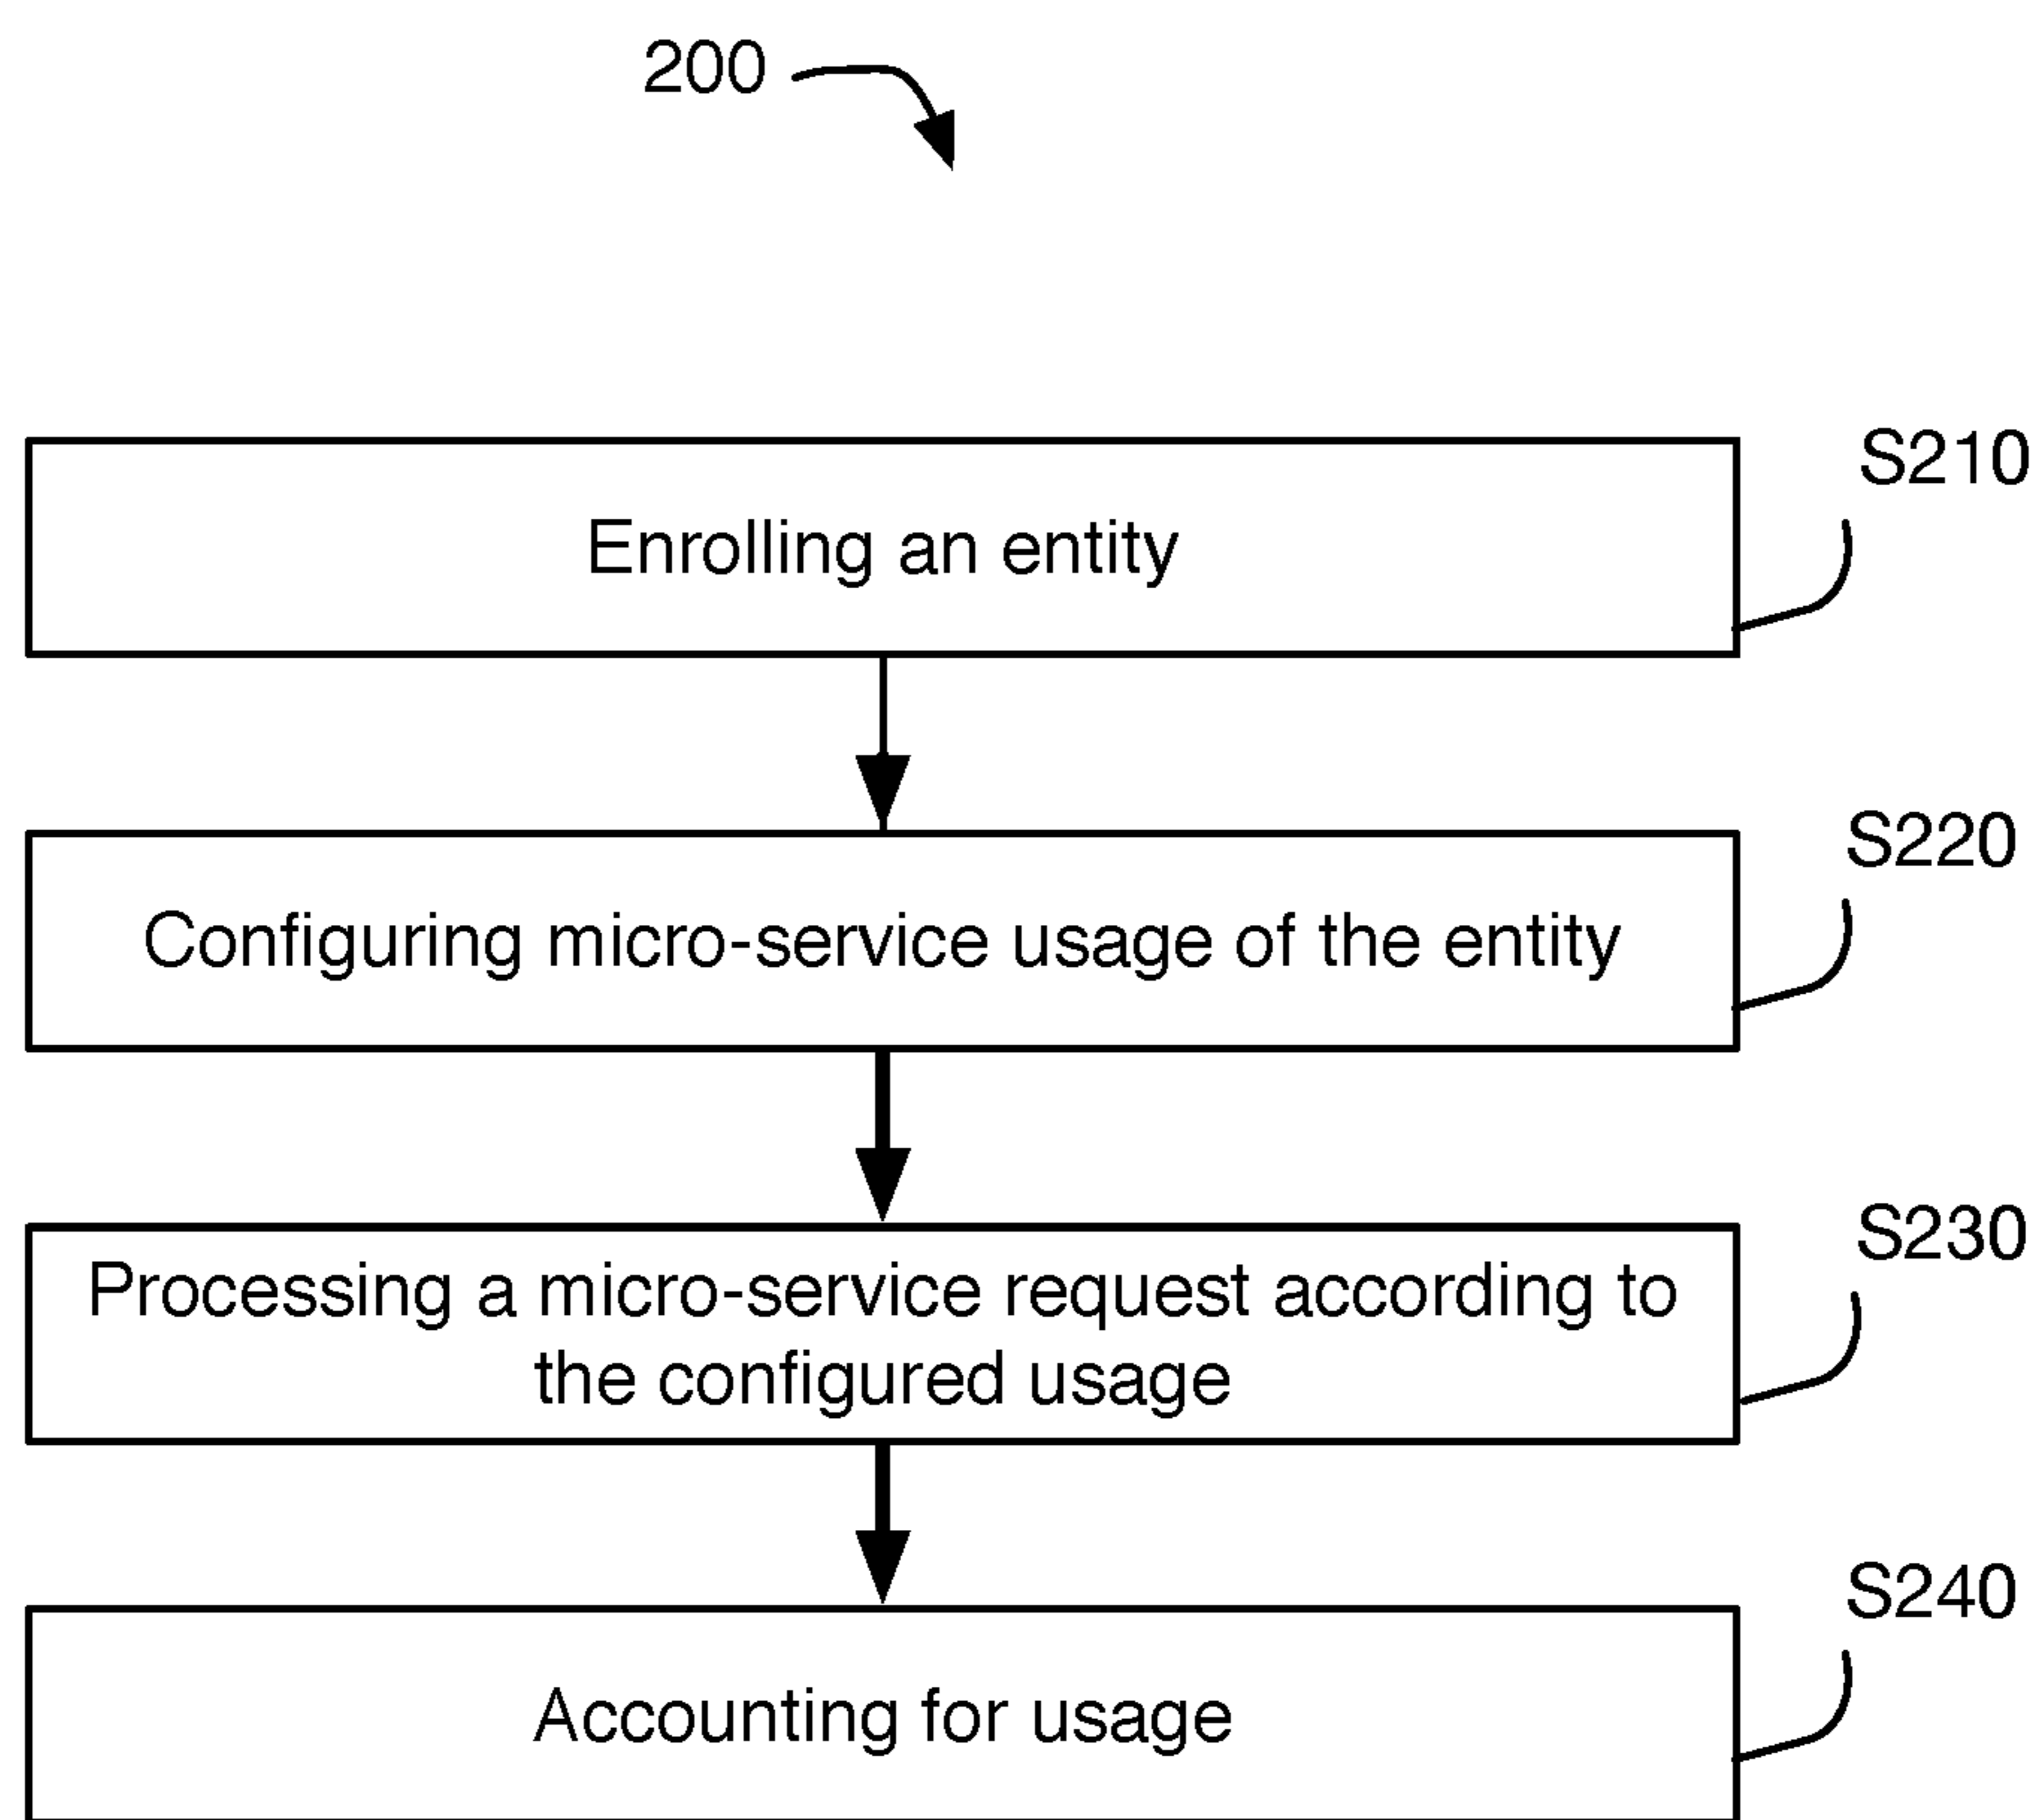 200
S210
Enrolling an entity
S220
Configuring micro-service usage of the entity
S230
Processing a micro-service request according to
the configured usage
S240
Accounting for usage